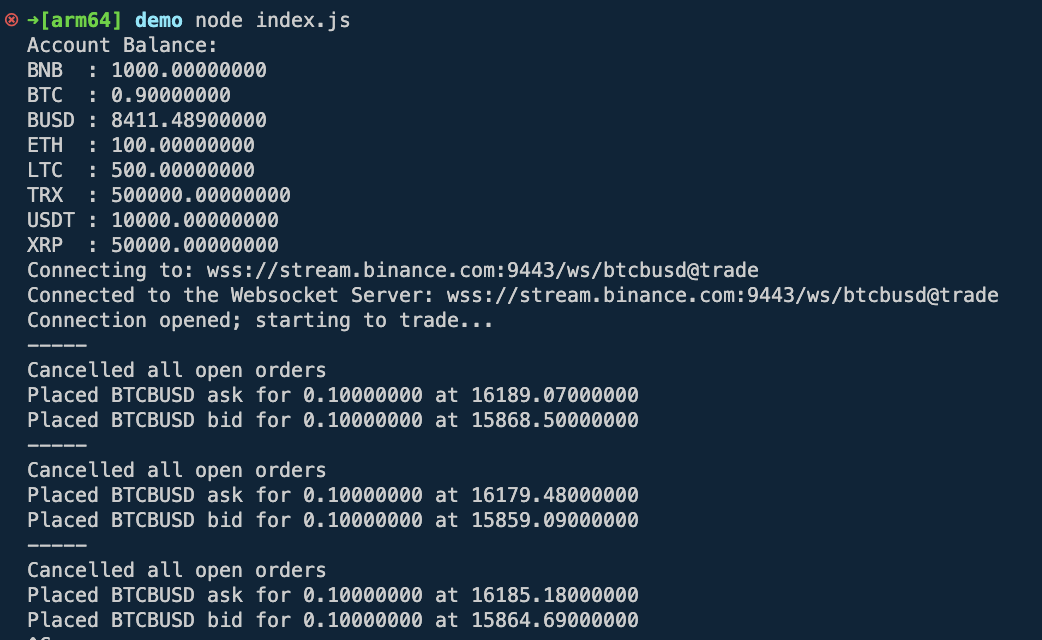 →[arm64] demo node index.js
Account Balance:
BNB  : 1000.00000000
BTC  : 0.90000000
BUSD : 8411.48900000
ETH  : 100.00000000
LTC  : 500.00000000
TRX  : 500000.00000000
USDT : 10000.00000000
XRP  : 50000.00000000
Connecting to: wss://stream.binance.com:9443/ws/btcbusd@trade
Connected to the Websocket Server: wss://stream.binance.com:9443/ws/btcbusd@trade
Connection opened; starting to trade...
-----
Cancelled all open orders
Placed BTCBUSD ask for 0.10000000 at 16189.07000000
Placed BTCBUSD bid for 0.10000000 at 15868.50000000
-----
Cancelled all open orders
Placed BTCBUSD ask for 0.10000000 at 16179.48000000
Placed BTCBUSD bid for 0.10000000 at 15859.09000000
-----
Cancelled all open orders
Placed BTCBUSD ask for 0.10000000 at 16185.18000000
Placed BTCBUSD bid for 0.10000000 at 15864.69000000